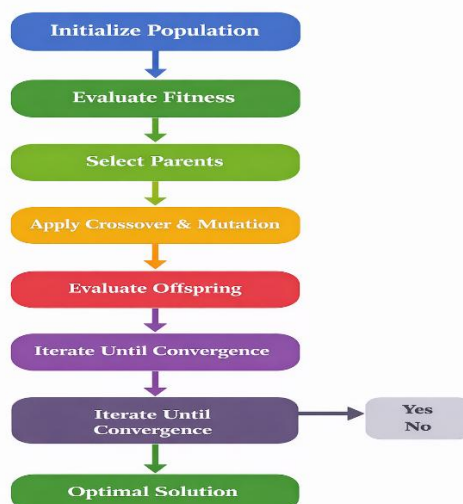 Initialize Population
Evaluate Fitness
Select Parents
Apply Crossover & Mutation
Evaluate Offspring
Iterate Until Convergence
Iterate Until
Convergence
Yes
No
Optimal Solution